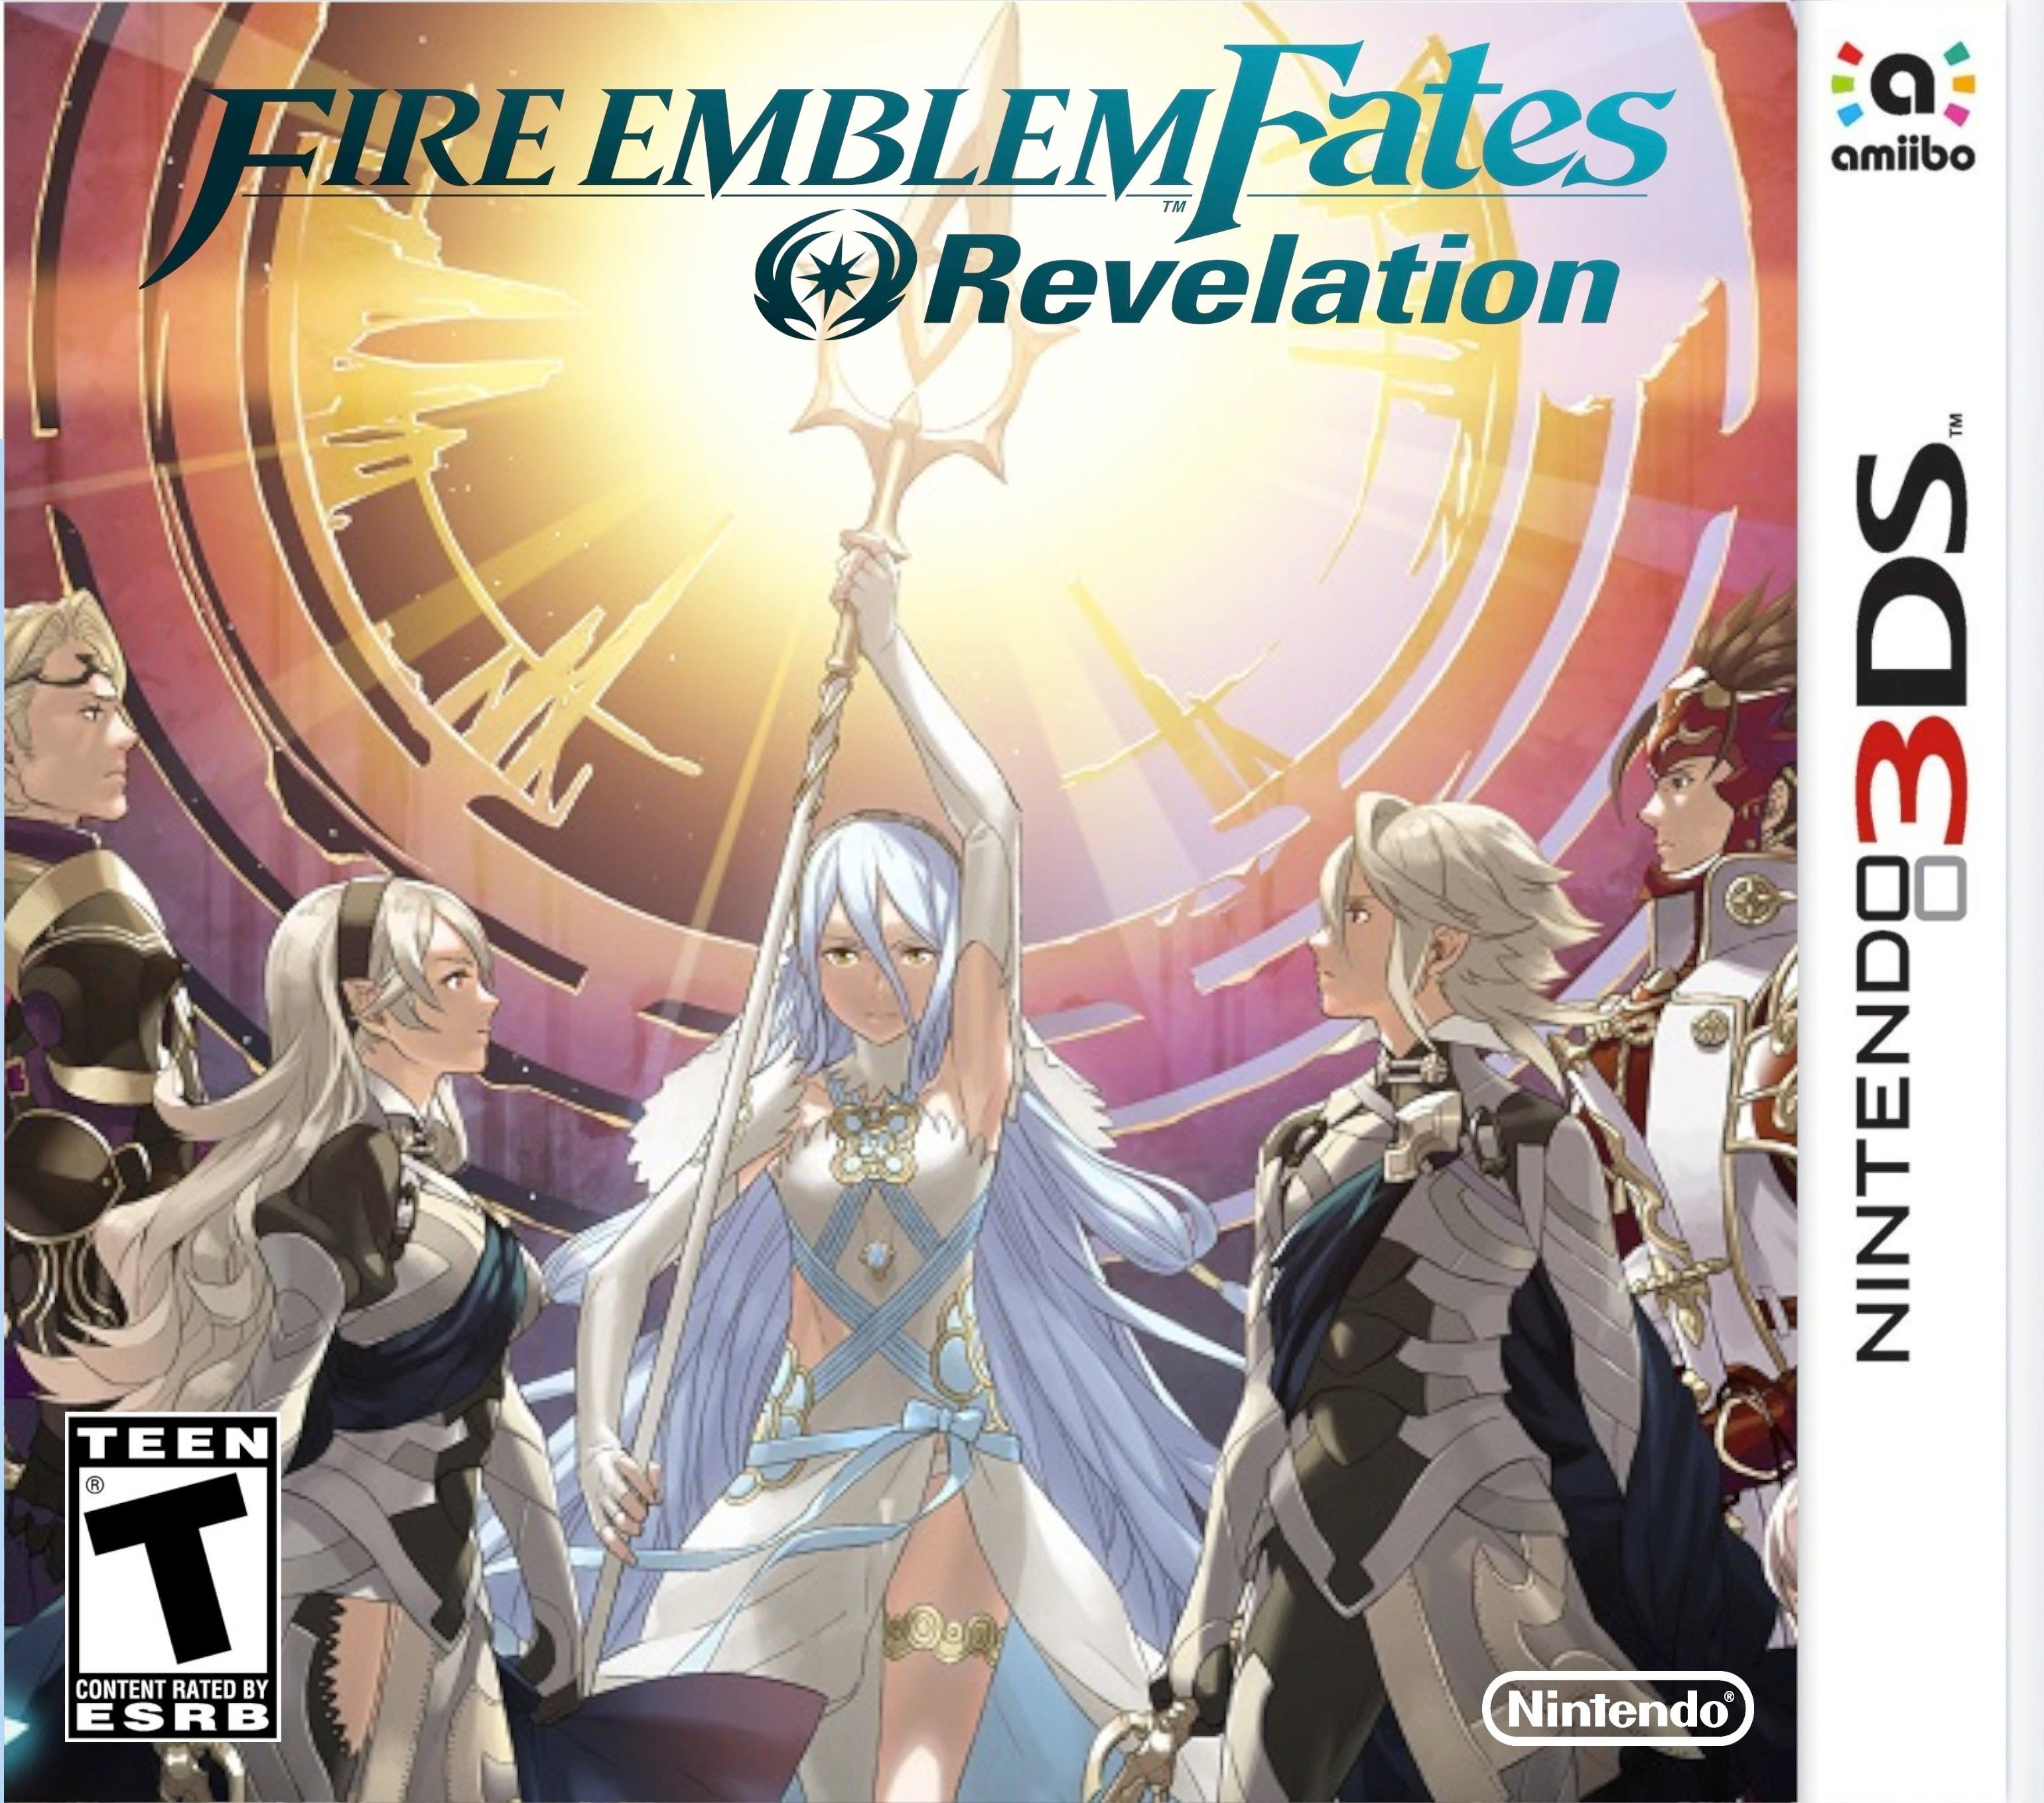 FIRE EMBLEM Fates
TM
Revelation
a
amiibo
NINTENDO 3DS
TM
TEEN
®
T
CONTENT RATED BY
ESRB
Nintendo®